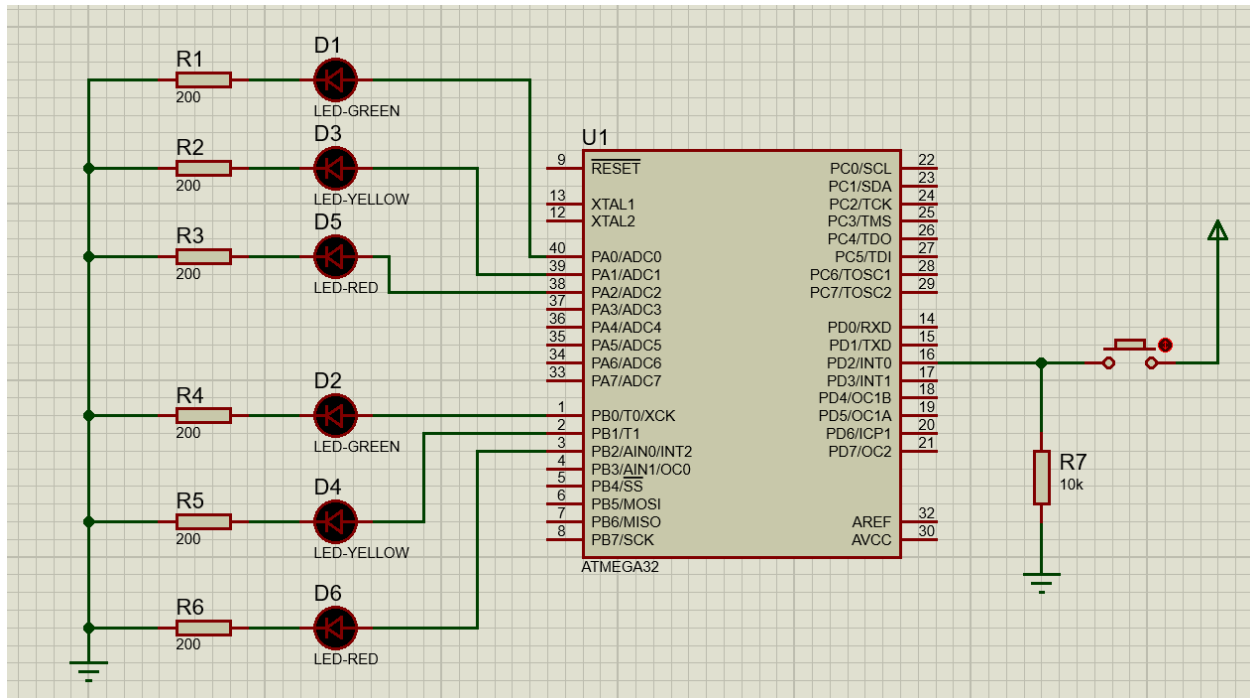 R1
200
D1
LED-GREEN
R2
200
D3
LED-YELLOW
R3
200
D5
LED-RED
R4
200
D2
LED-GREEN
R5
200
D4
LED-YELLOW
R6
200
D6
LED-RED
U1
9 RESET
13 XTAL1
12 XTAL2
40 PA0/ADC0
39 PA1/ADC1
38 PA2/ADC2
37 PA3/ADC3
36 PA4/ADC4
35 PA5/ADC5
34 PA6/ADC6
33 PA7/ADC7
1 PB0/T0/XCK
2 PB1/T1
3 PB2/AIN0/INT2
4 PB3/AIN1/OC0
5 PB4/SS
6 PB5/MOSI
7 PB6/MISO
8 PB7/SCK
PC0/SCL 22
PC1/SDA 23
PC2/TCK 24
PC3/TMS 25
PC4/TDO 26
PC5/TDI 27
PC6/TOSC1 28
PC7/TOSC2 29
PD0/RXD 14
PD1/TXD 15
PD2/INT0 16
PD3/INT1 17
PD4/OC1B 18
PD5/OC1A 19
PD6/ICP1 20
PD7/OC2 21
AREF 32
AVCC 30
ATMEGA32
R7
10k